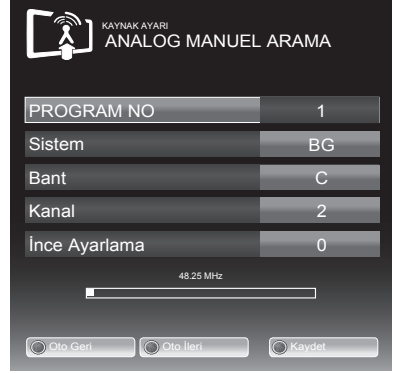 KAYNAK AYARI
ANALOG MANUEL ARAMA
PROGRAM NO 1
Sistem BG
Bant C
Kanal 2
İnce Ayarlama 0
48.25 MHz
Oto Geri Oto İleri Kaydet